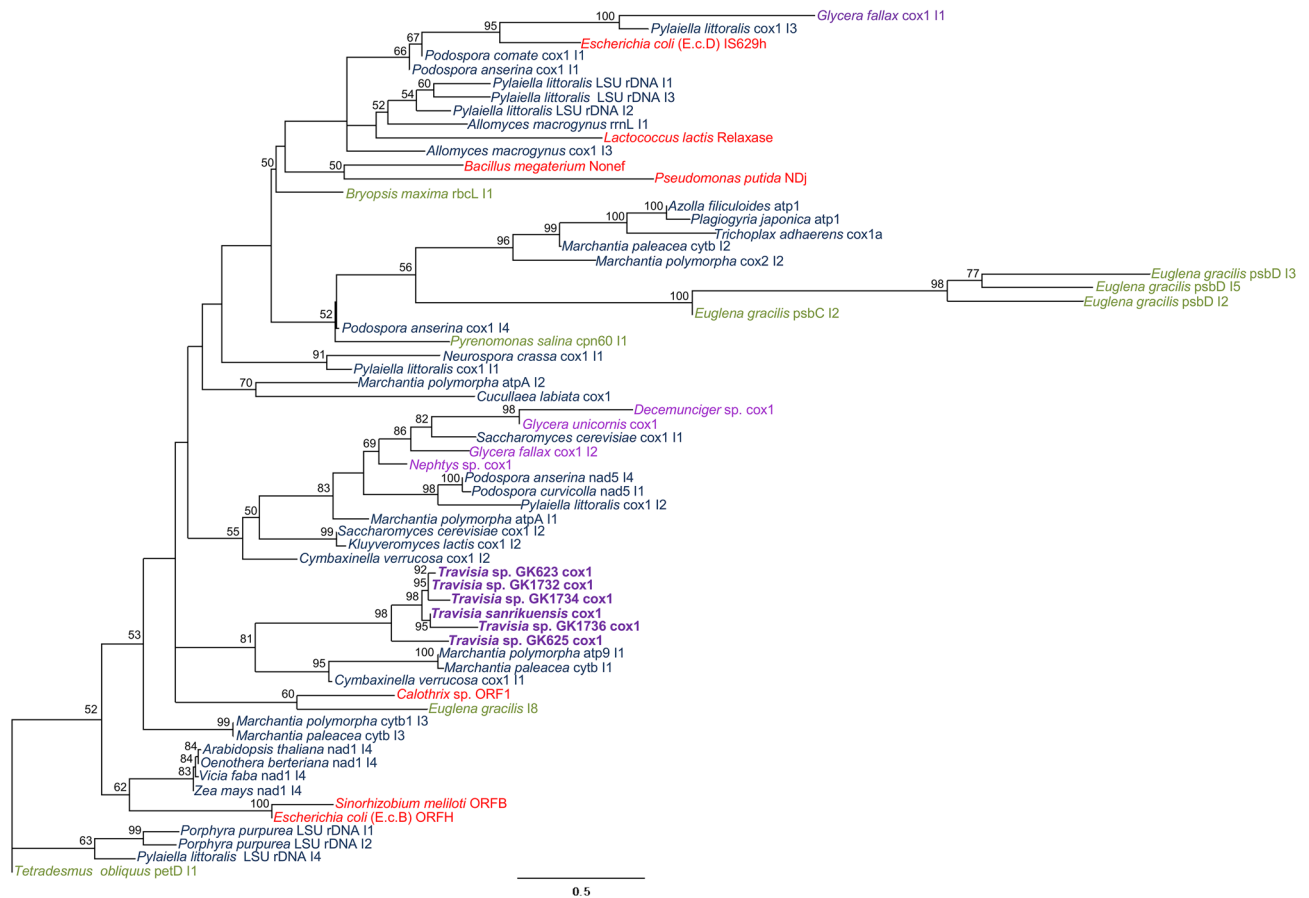 100
Glycera fallax cox1 I1
95
Pylaiella littoralis cox1 I3
67
Escherichia coli (E.c.D) IS629h
66
Podospora comate cox1 I1
Podospora anserina cox1 I1
60
Pylaiella littoralis LSU rDNA I1
54
Pylaiella littoralis LSU rDNA I3
52
Pylaiella littoralis LSU rDNA I2
Allomyces macrogynus rrnL I1
Lactococcus lactis Relaxase
Allomyces macrogynus cox1 I3
50
50
Bacillus megaterium Nonef
Pseudomonas putida NDj
Bryopsis maxima rbcL I1
100
Azolla filiculoides atp1
100
Plagiogyria japonica atp1
99
Trichoplax adhaerens cox1a
96
Marchantia paleacea cytb I2
Marchantia polymorpha cox2 I2
56
77
Euglena gracilis psbD I3
98
Euglena gracilis psbD I5
100
Euglena gracilis psbD I2
Euglena gracilis psbC I2
52
Podospora anserina cox1 I4
Pyrenomonas salina cpn60 I1
91
Neurospora crassa cox1 I1
Pylaiella littoralis cox1 I1
70
Marchantia polymorpha atpA I2
Cucullaea labiata cox1
98
Decemunciger sp. cox1
82
Glycera unicornis cox1
86
Saccharomyces cerevisiae cox1 I1
69
Glycera fallax cox1 I2
Nephtys sp. cox1
83
100
Podospora anserina nad5 I4
98
Podospora curvicolla nad5 I1
Pylaiella littoralis cox1 I2
50
Marchantia polymorpha atpA I1
55
99
Saccharomyces cerevisiae cox1 I2
Kluyveromyces lactis cox1 I2
Cymbaxinella verrucosa cox1 I2
92
Travisia sp. GK623 cox1
95
Travisia sp. GK1732 cox1
98
Travisia sp. GK1734 cox1
98
Travisia sanrikuensis cox1
95
Travisia sp. GK1736 cox1
81
Travisia sp. GK625 cox1
100
Marchantia polymorpha atp9 I1
95
Marchantia paleacea cytb I1
Cymbaxinella verrucosa cox1 I1
53
60
Calothrix sp. ORF1
Euglena gracilis I8
52
99
Marchantia polymorpha cytb1 I3
Marchantia paleacea cytb I3
84
Arabidopsis thaliana nad1 I4
84
Oenothera berteriana nad1 I4
83
Vicia faba nad1 I4
62
Zea mays nad1 I4
100
Sinorhizobium meliloti ORFB
Escherichia coli (E.c.B) ORFH
99
Porphyra purpurea LSU rDNA I1
63
Porphyra purpurea LSU rDNA I2
Pylaiella littoralis LSU rDNA I4
Tetradesmus obliquus petD I1
0.5